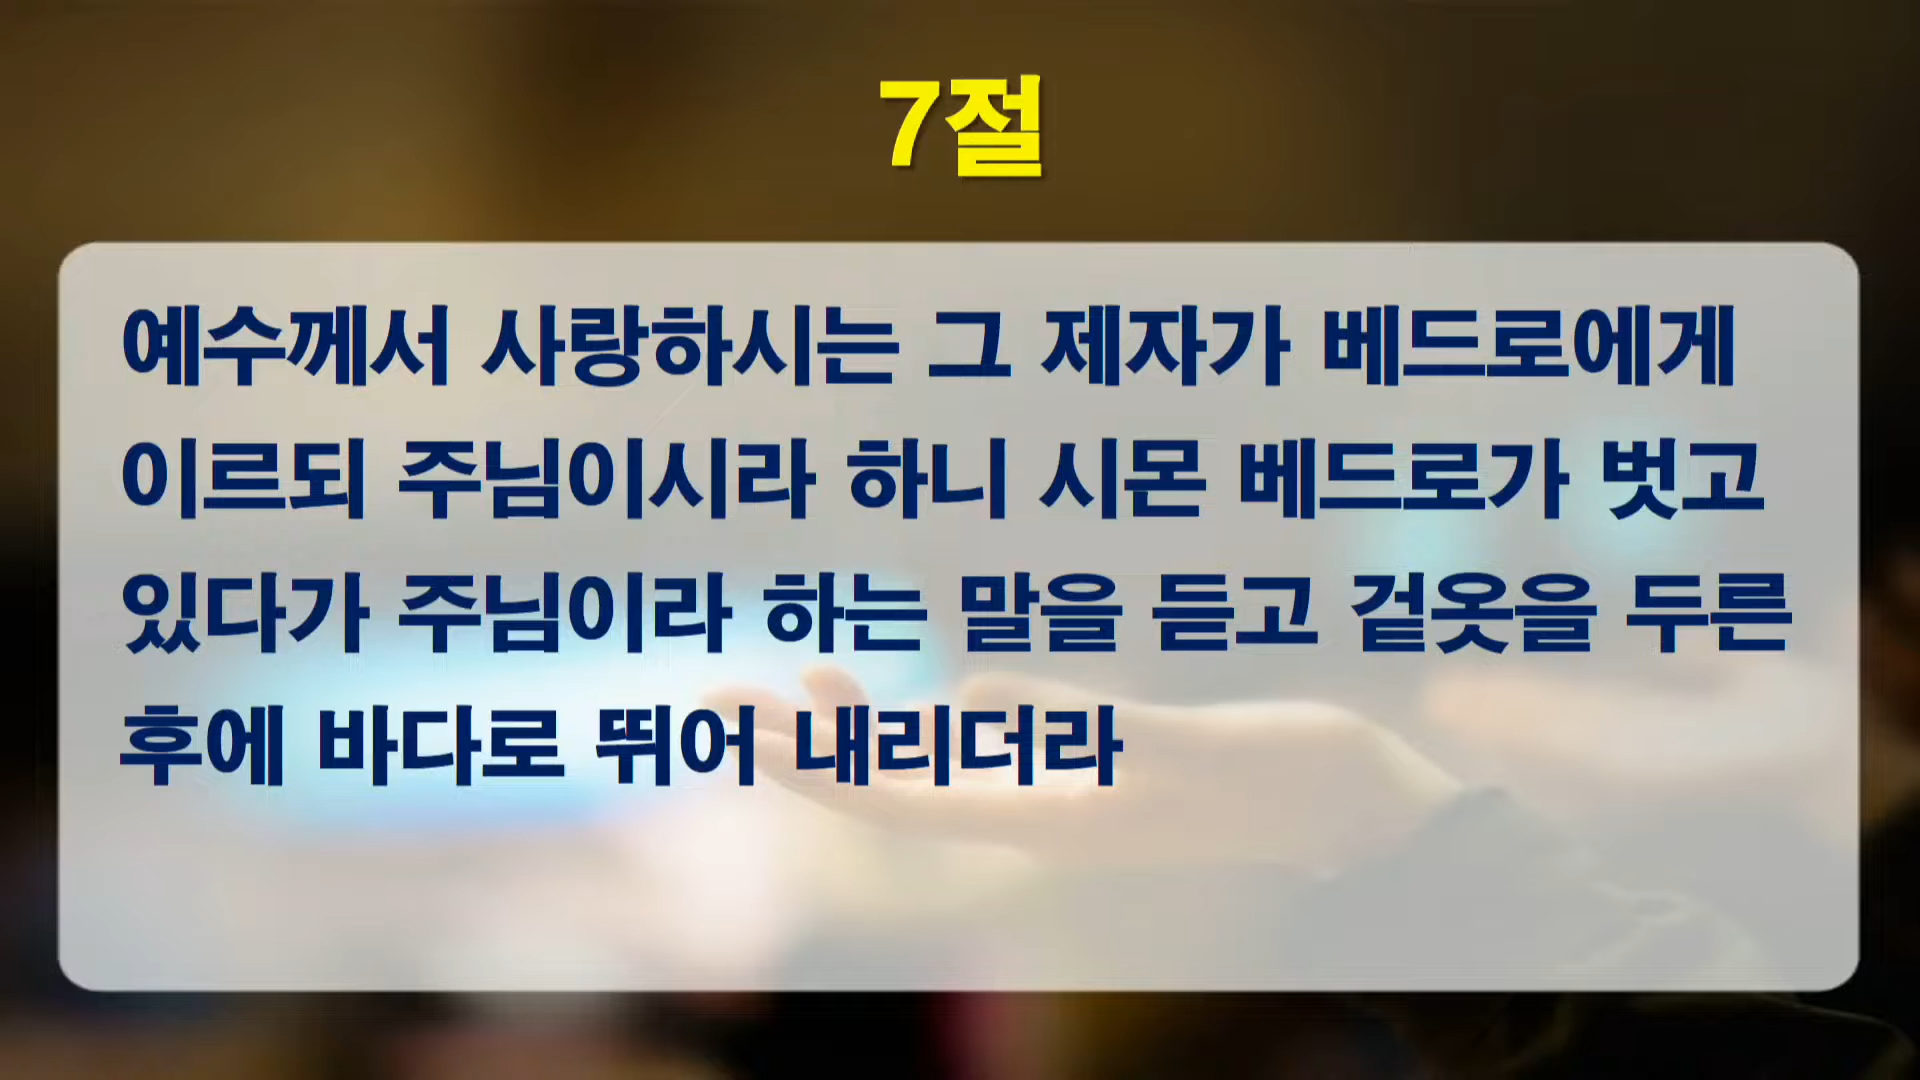 7절
예수께서 사랑하시는 그 제자가 베드로에게
이르되 주님이시라 하니 시몬 베드로가 벗고
있다가 주님이라 하는 말을 듣고 겉옷을 두른
후에 바다로 뛰어 내리더라